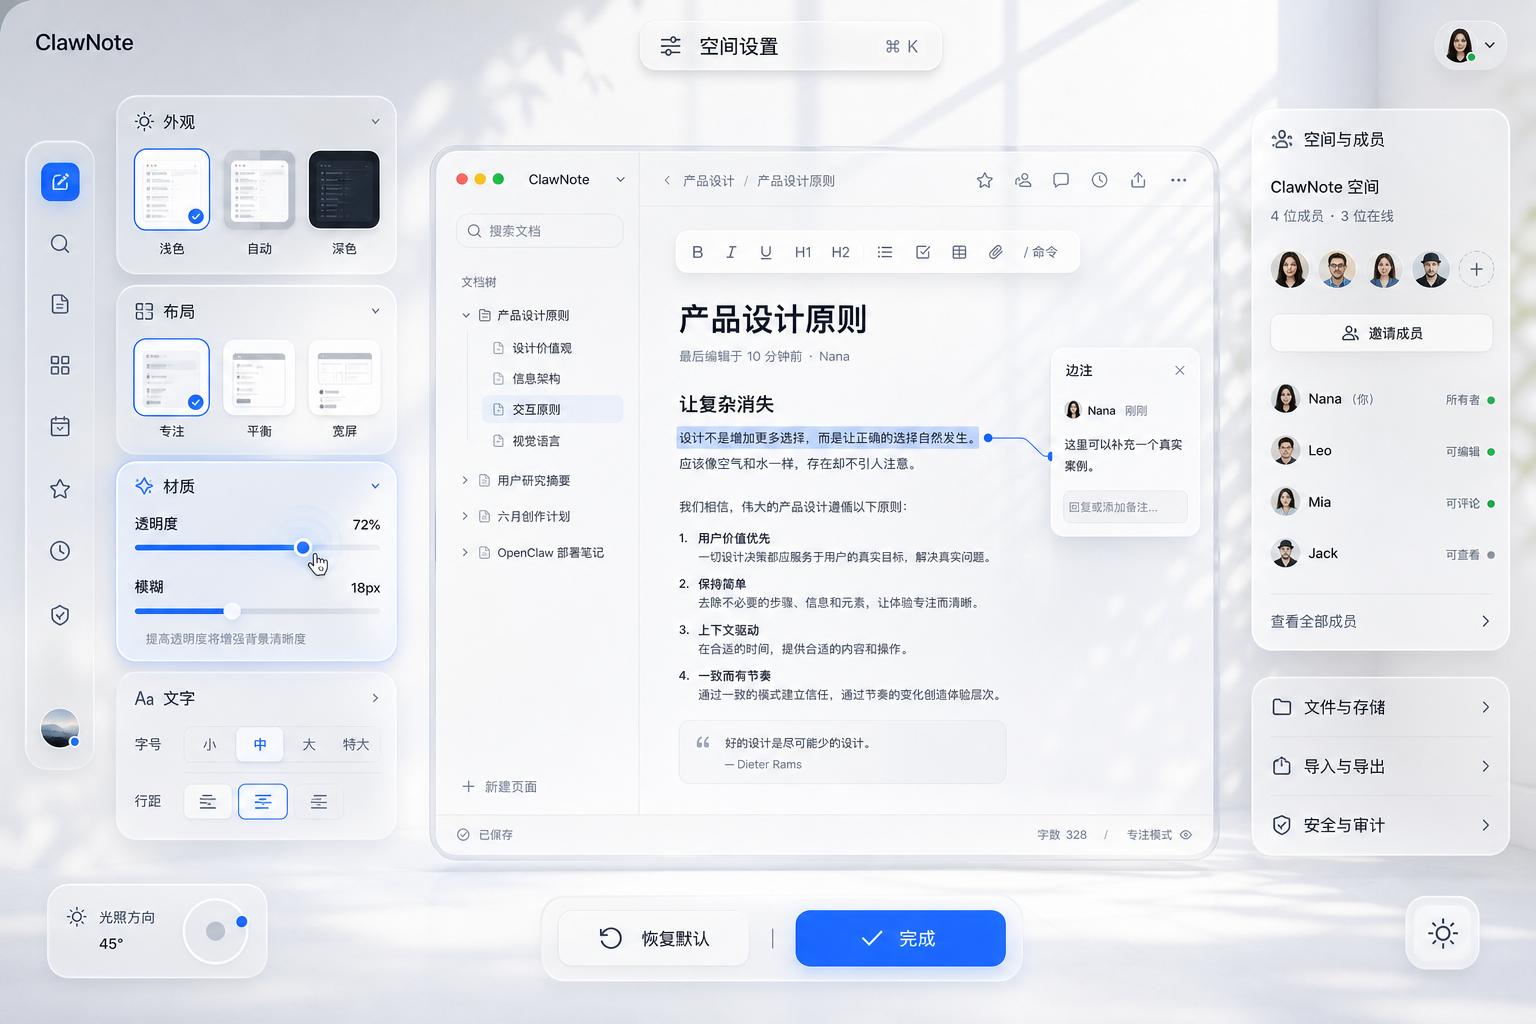 ClawNote
空间设置
⌘ K
外观
浅色
自动
深色
布局
专注
平衡
宽屏
材质
透明度
72%
模糊
18px
提高透明度将增强背景清晰度
Aa 文字
字号
小
中
大
特大
行距
光照方向
45°
ClawNote
搜索文档
文档树
产品设计原则
设计价值观
信息架构
交互原则
视觉语言
用户研究摘要
六月创作计划
OpenClaw 部署笔记
新建页面
已保存
产品设计 / 产品设计原则
B I U H1 H2
/ 命令
产品设计原则
最后编辑于 10 分钟前 · Nana
让复杂消失
设计不是增加更多选择，而是让正确的选择自然发生。
应该像空气和水一样，存在却不引人注意。
我们相信，伟大的产品设计遵循以下原则：
1. 用户价值优先
一切设计决策都应服务于用户的真实目标，解决真实问题。
2. 保持简单
去除不必要的步骤、信息和元素，让体验专注而清晰。
3. 上下文驱动
在合适的时间，提供合适的内容和操作。
4. 一致而有节奏
通过一致的模式建立信任，通过节奏的变化创造体验层次。
“ 好的设计是尽可能少的设计。
— Dieter Rams
字数 328 / 专注模式
边注
Nana 刚刚
这里可以补充一个真实
案例。
回复或添加备注...
恢复默认
完成
空间与成员
ClawNote 空间
4 位成员 · 3 位在线
邀请成员
Nana （你） 所有者
Leo 可编辑
Mia 可评论
Jack 可查看
查看全部成员
文件与存储
导入与导出
安全与审计